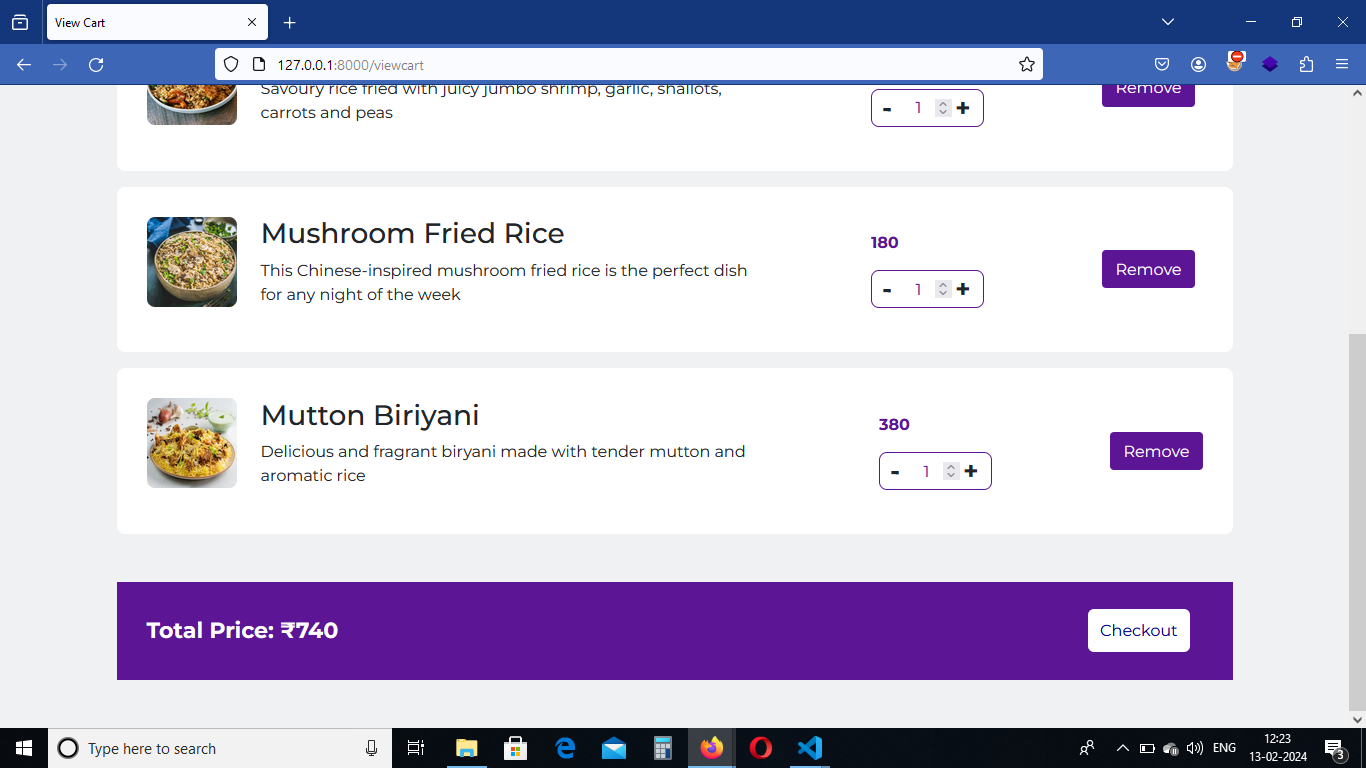 View Cart
127.0.0.1:8000/viewcart
Savoury rice fried with juicy jumbo shrimp, garlic, shallots,
carrots and peas
- 1 +
Remove
Mushroom Fried Rice
This Chinese-inspired mushroom fried rice is the perfect dish
for any night of the week
180
- 1 +
Remove
Mutton Biriyani
Delicious and fragrant biryani made with tender mutton and
aromatic rice
380
- 1 +
Remove
Total Price: ₹740
Checkout
Type here to search
ENG
12:23
13-02-2024
3